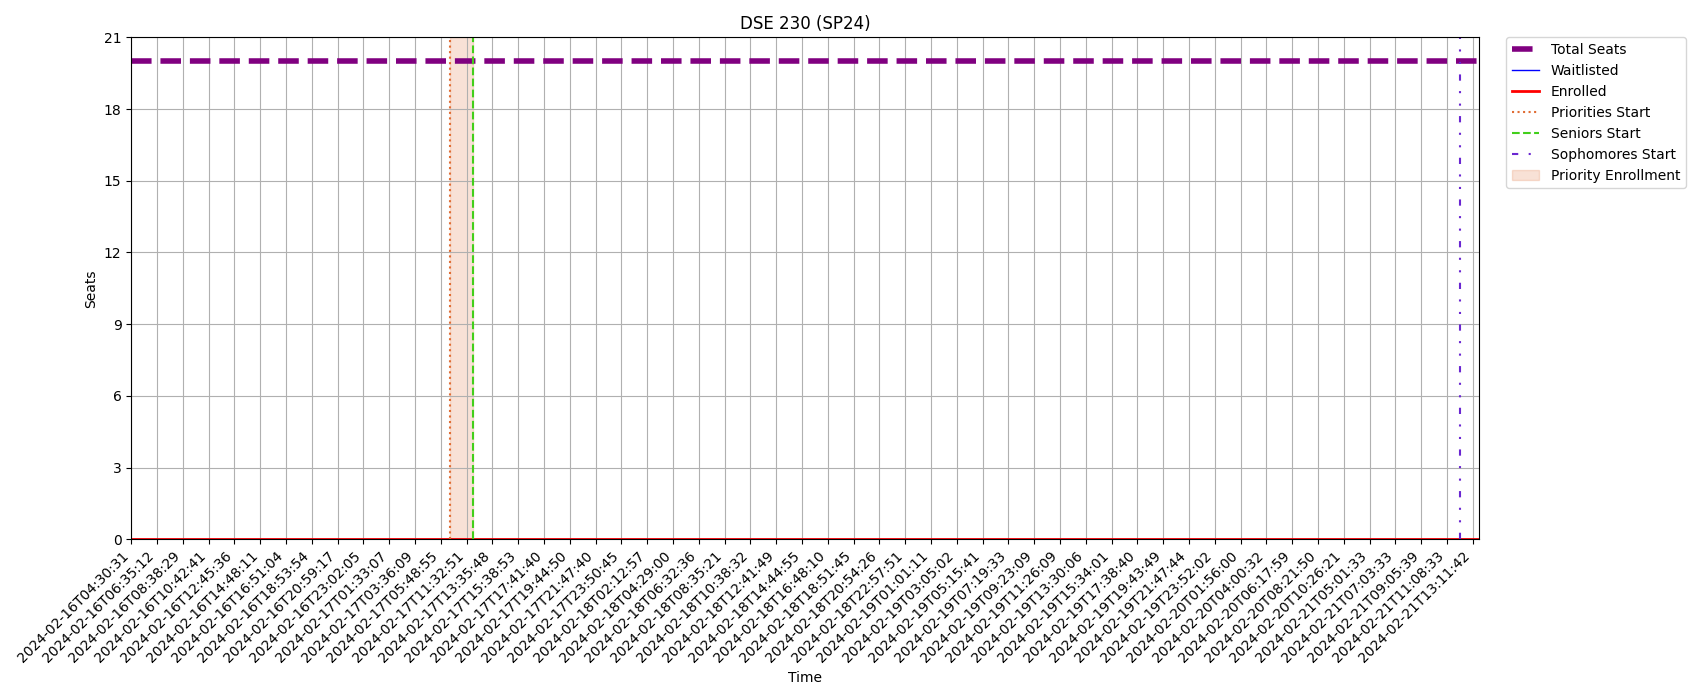 DSE 230 (SP24)
21
18
15
12
9
6
3
0
Seats
2024-02-16T04:30:31
2024-02-16T06:35:12
2024-02-16T08:38:29
2024-02-16T10:42:41
2024-02-16T12:45:36
2024-02-16T14:48:11
2024-02-16T16:51:04
2024-02-16T18:53:54
2024-02-16T20:59:17
2024-02-16T23:02:05
2024-02-17T01:33:07
2024-02-17T03:36:09
2024-02-17T05:48:55
2024-02-17T11:32:51
2024-02-17T13:35:48
2024-02-17T15:38:53
2024-02-17T17:41:40
2024-02-17T19:44:50
2024-02-17T21:47:40
2024-02-17T23:50:45
2024-02-18T02:12:57
2024-02-18T04:29:00
2024-02-18T06:32:36
2024-02-18T08:35:21
2024-02-18T10:38:32
2024-02-18T12:41:49
2024-02-18T14:44:55
2024-02-18T16:48:10
2024-02-18T18:51:45
2024-02-18T20:54:26
2024-02-18T22:57:51
2024-02-19T01:01:11
2024-02-19T03:05:02
2024-02-19T05:15:41
2024-02-19T07:19:33
2024-02-19T09:23:09
2024-02-19T11:26:09
2024-02-19T13:30:06
2024-02-19T15:34:01
2024-02-19T17:38:40
2024-02-19T19:43:49
2024-02-19T21:47:44
2024-02-19T23:52:02
2024-02-20T01:56:00
2024-02-20T04:00:32
2024-02-20T06:17:59
2024-02-20T08:21:50
2024-02-20T10:26:21
2024-02-21T05:01:33
2024-02-21T07:03:33
2024-02-21T09:05:39
2024-02-21T11:08:33
2024-02-21T13:11:42
Time
Total Seats
Waitlisted
Enrolled
Priorities Start
Seniors Start
Sophomores Start
Priority Enrollment